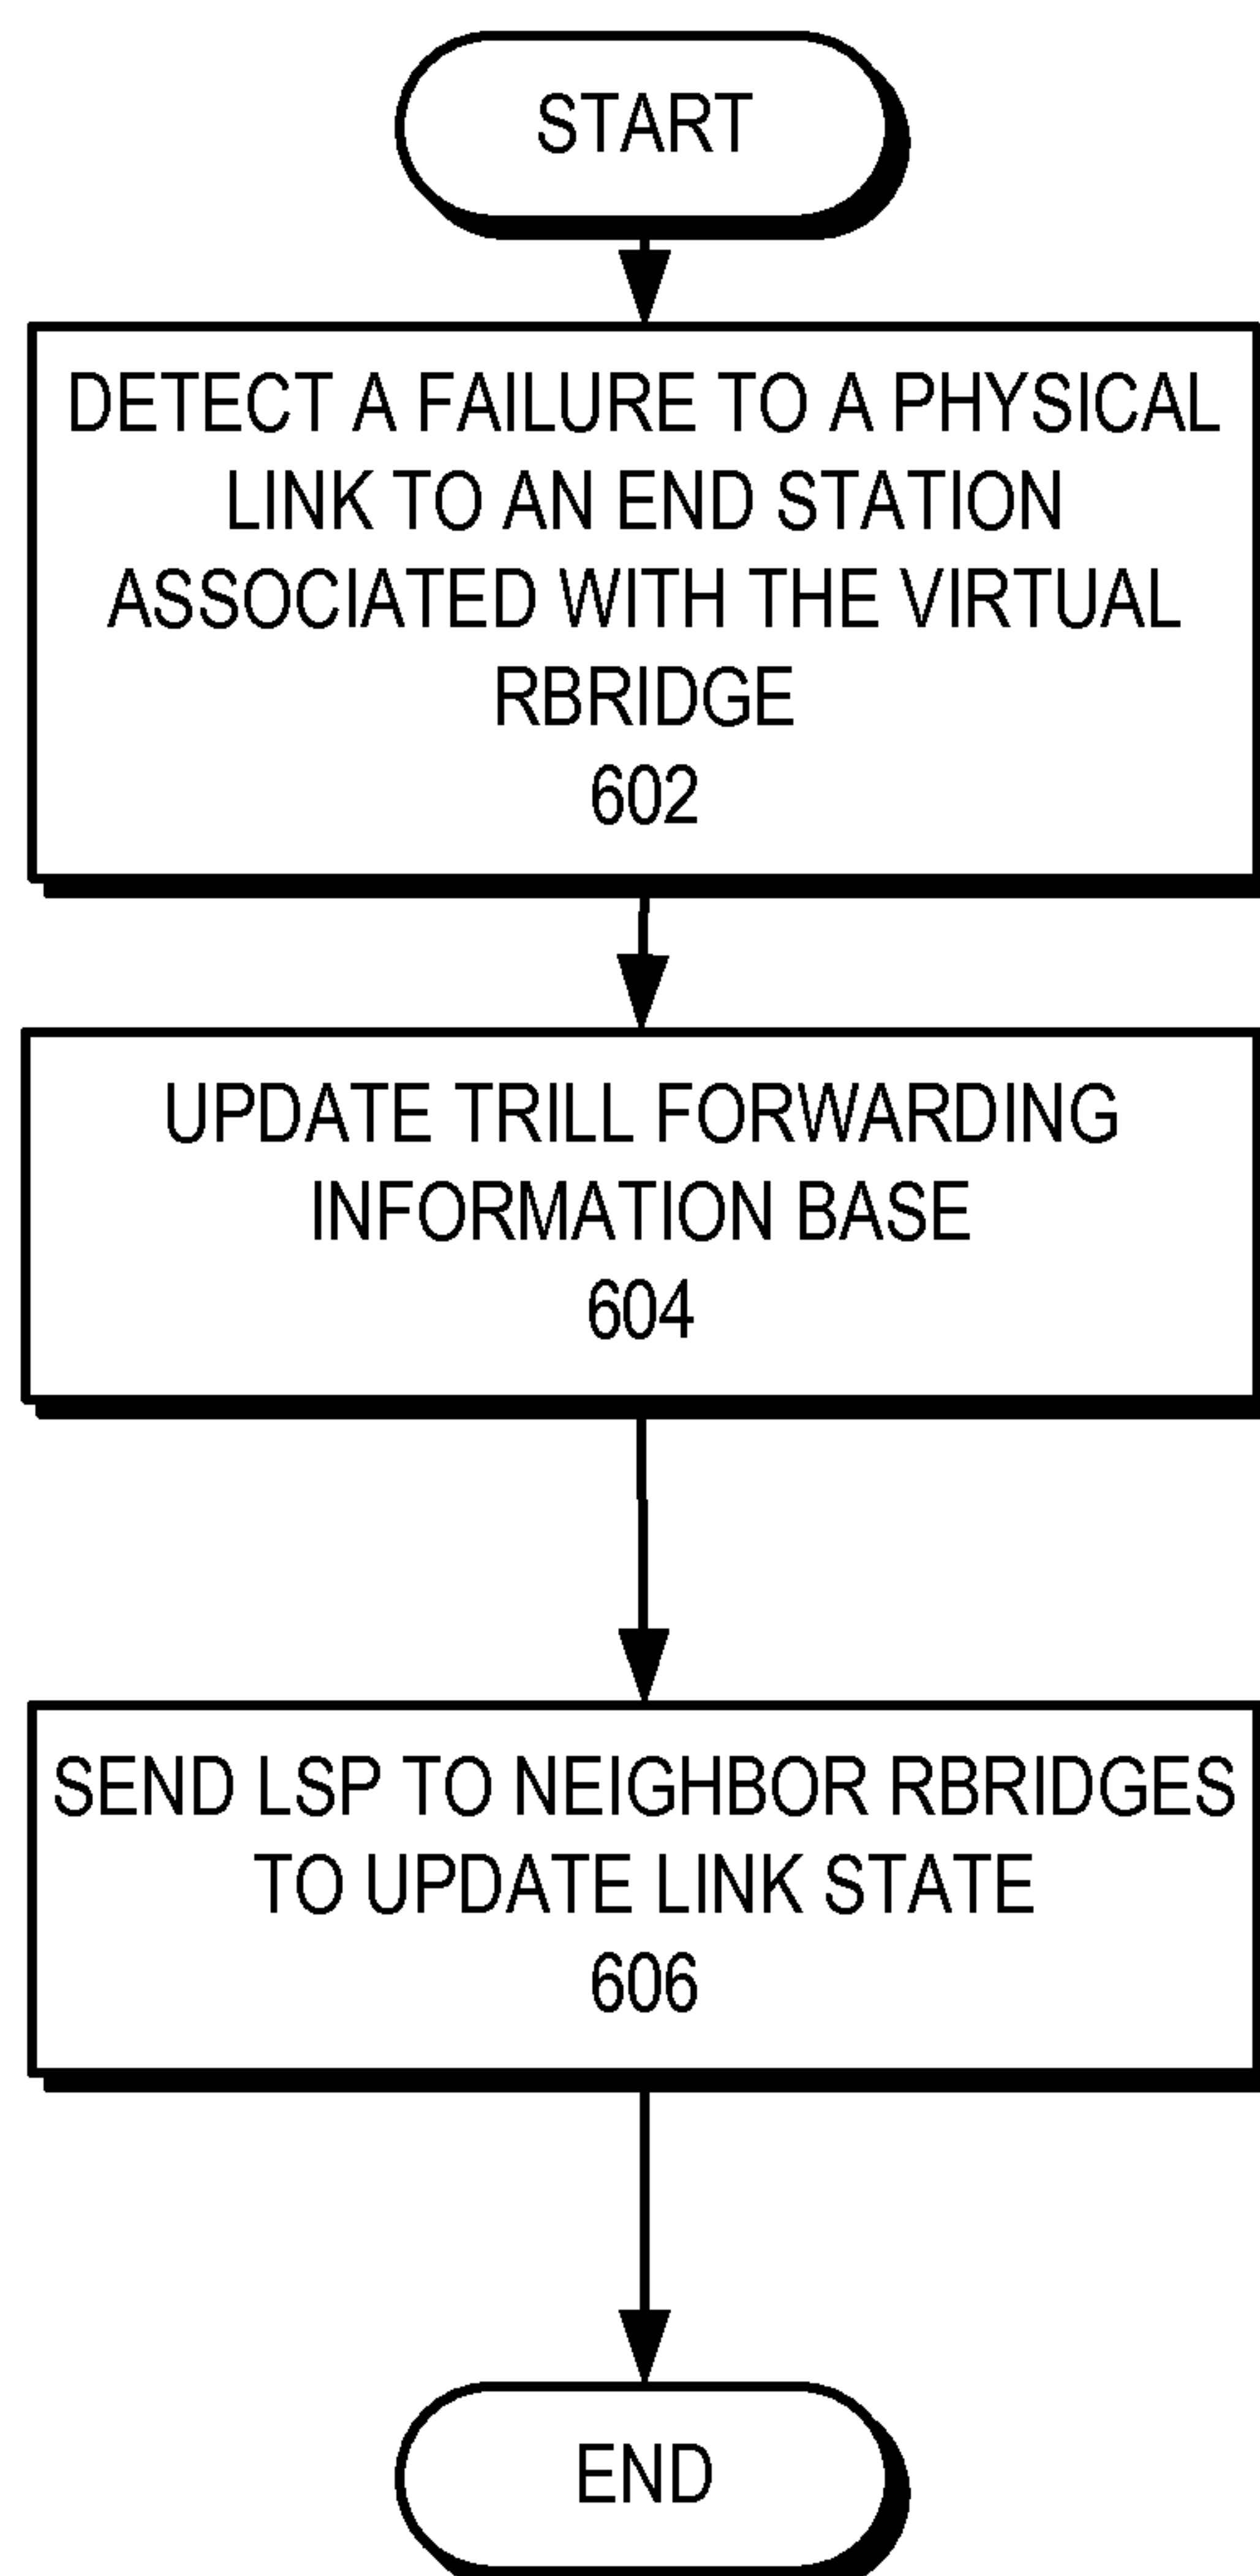 START
DETECT A FAILURE TO A PHYSICAL
LINK TO AN END STATION
ASSOCIATED WITH THE VIRTUAL
RBRIDGE
602
UPDATE TRILL FORWARDING
INFORMATION BASE
604
SEND LSP TO NEIGHBOR RBRIDGES
TO UPDATE LINK STATE
606
END